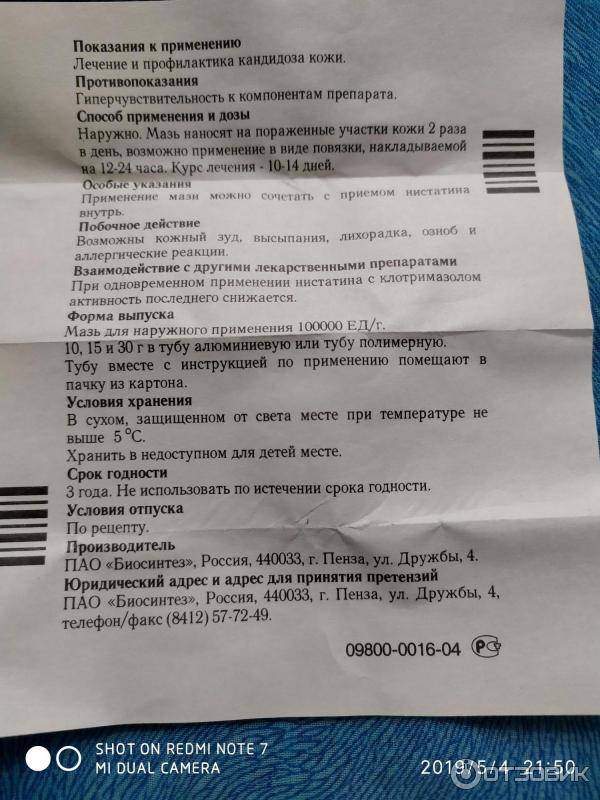 Показания к применению
Лечение и профилактика кандидоза кожи.
Противопоказания
Гиперчувствительность к компонентам препарата.
Способ применения и дозы
Наружно. Мазь наносят на пораженные участки кожи 2 раза
в день, возможно применение в виде повязки, накладываемой
на 12-24 часа. Курс лечения - 10-14 дней.
Особые указания
Применение мази можно сочетать с приемом нистатина
внутрь.
Побочное действие
Возможны кожный зуд, высыпания, лихорадка, озноб и
аллергические реакции.
Взаимодействие с другими лекарственными препаратами
При одновременном применении нистатина с клотримазолом
активность последнего снижается.
Форма выпуска
Мазь для наружного применения 100000 ЕД/г.
10, 15 и 30 г в тубу алюминиевую или тубу полимерную.
Тубу вместе с инструкцией по применению помещают в
пачку из картона.
Условия хранения
В сухом, защищенном от света месте при температуре не
выше 5 °С.
Хранить в недоступном для детей месте.
Срок годности
3 года. Не использовать по истечении срока годности.
Условия отпуска
По рецепту.
Производитель
ПАО «Биосинтез», Россия, 440033, г. Пенза, ул. Дружбы, 4.
Юридический адрес и адрес для принятия претензий
ПАО «Биосинтез», Россия, 440033, г. Пенза, ул. Дружбы, 4,
телефон/факс (8412) 57-72-49.
09800-0016-04
SHOT ON REDMI NOTE 7
MI DUAL CAMERA
2019/5/4 21:50
ОТЗОВИК